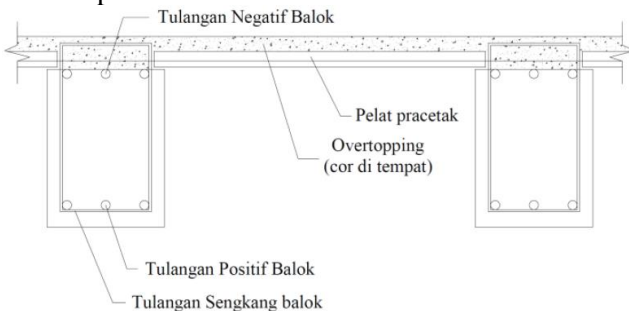 Tulangan Negatif Balok
Pelat pracetak
Overtopping
(cor di tempat)
Tulangan Positif Balok
Tulangan Sengkang balok